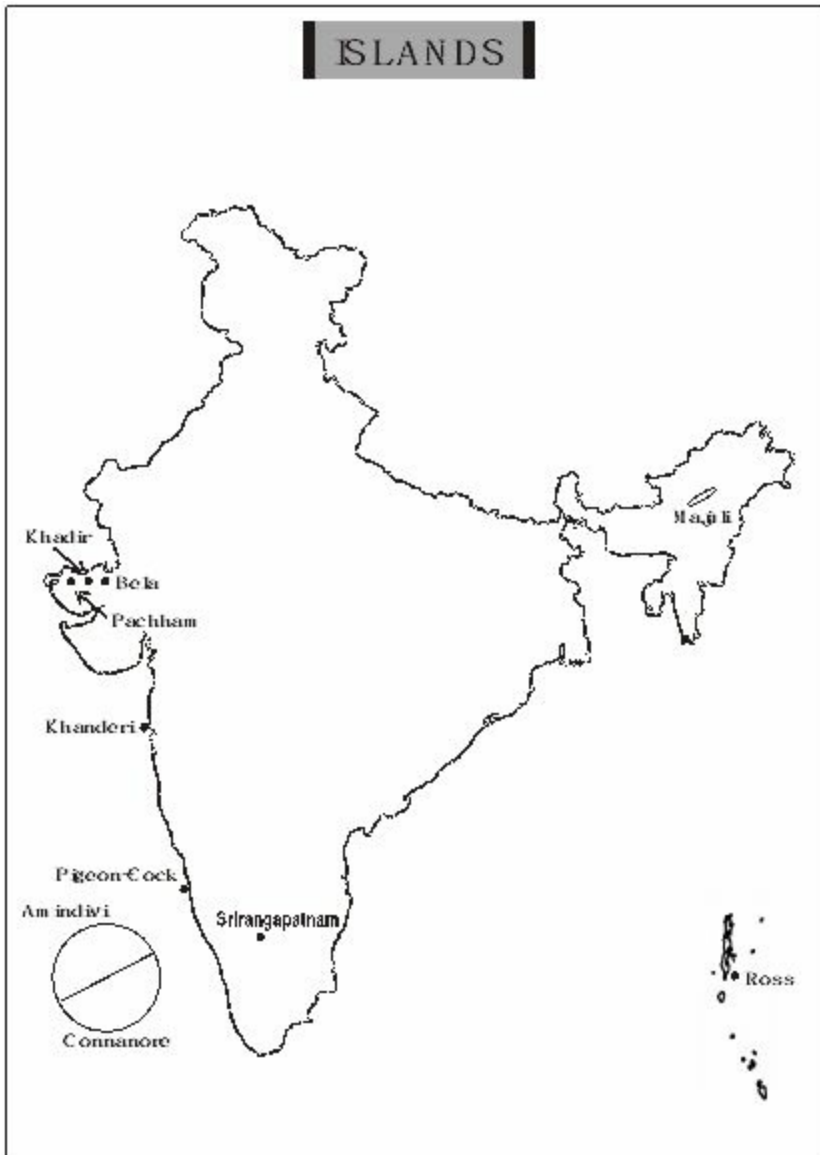 ISLANDS
Majuli
Khadir
Bela
Pachham
Khanderi
Pigeon-Cock
Amindivi
Srirangapatnam
Ross
Connanore